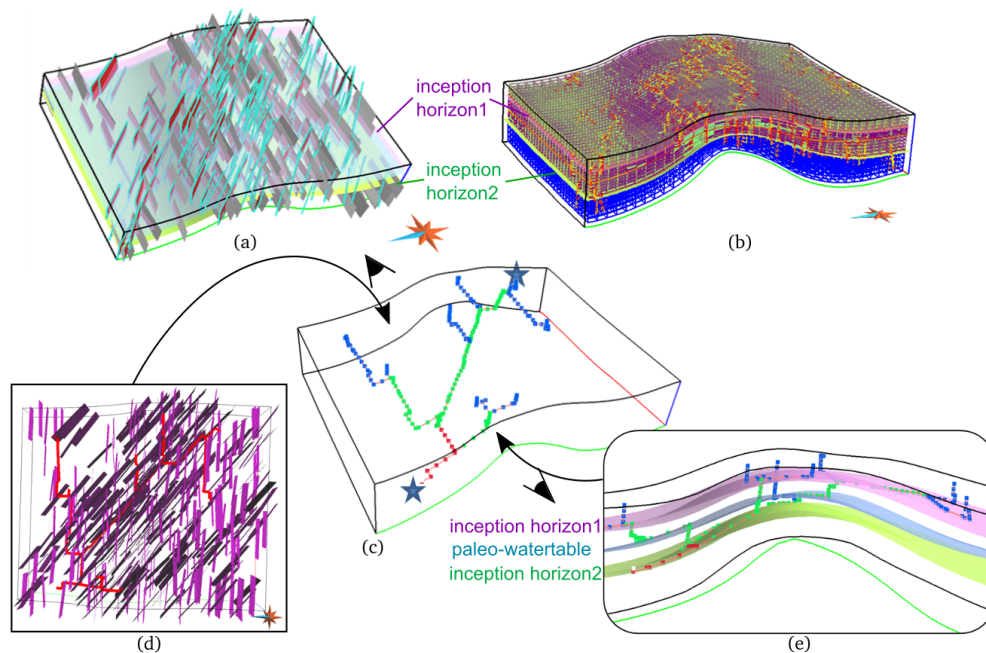 inception
horizon1
inception
horizon2
(a)
(b)
(c)
inception horizon1
paleo-watertable
inception horizon2
(d)
(e)